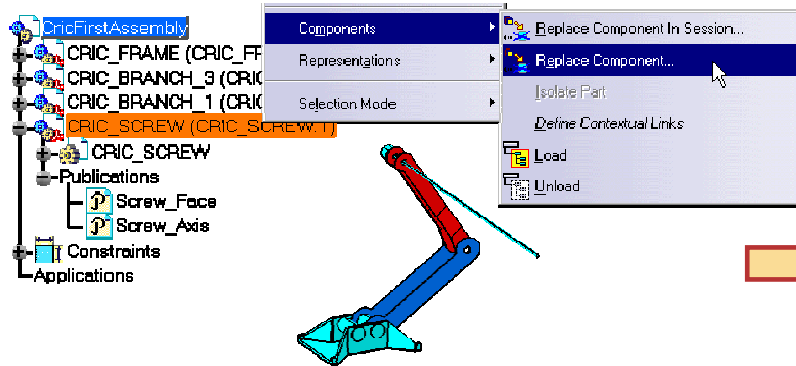 CricFirstAssembly
CRIC_FRAME (CRIC_FR
CRIC_BRANCH_3 (CRIC
CRIC_BRANCH_1 (CRIC
CRIC_SCREW (CRIC_SCREW.1)
CRIC_SCREW
Publications
Screw_Face
Screw_Axis
Constraints
Applications
Components
Representations
Selection Mode
Replace Component In Session...
Replace Component...
Isolate Part
Define Contextual Links
Load
Unload